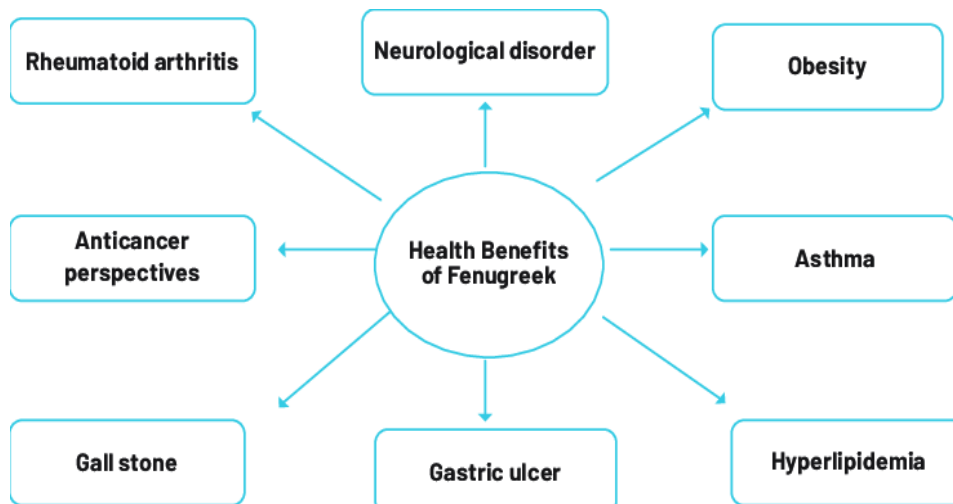 Rheumatoid arthritis
Neurological disorder
Obesity
Anticancer
perspectives
Health Benefits
of Fenugreek
Asthma
Gall stone
Gastric ulcer
Hyperlipidemia